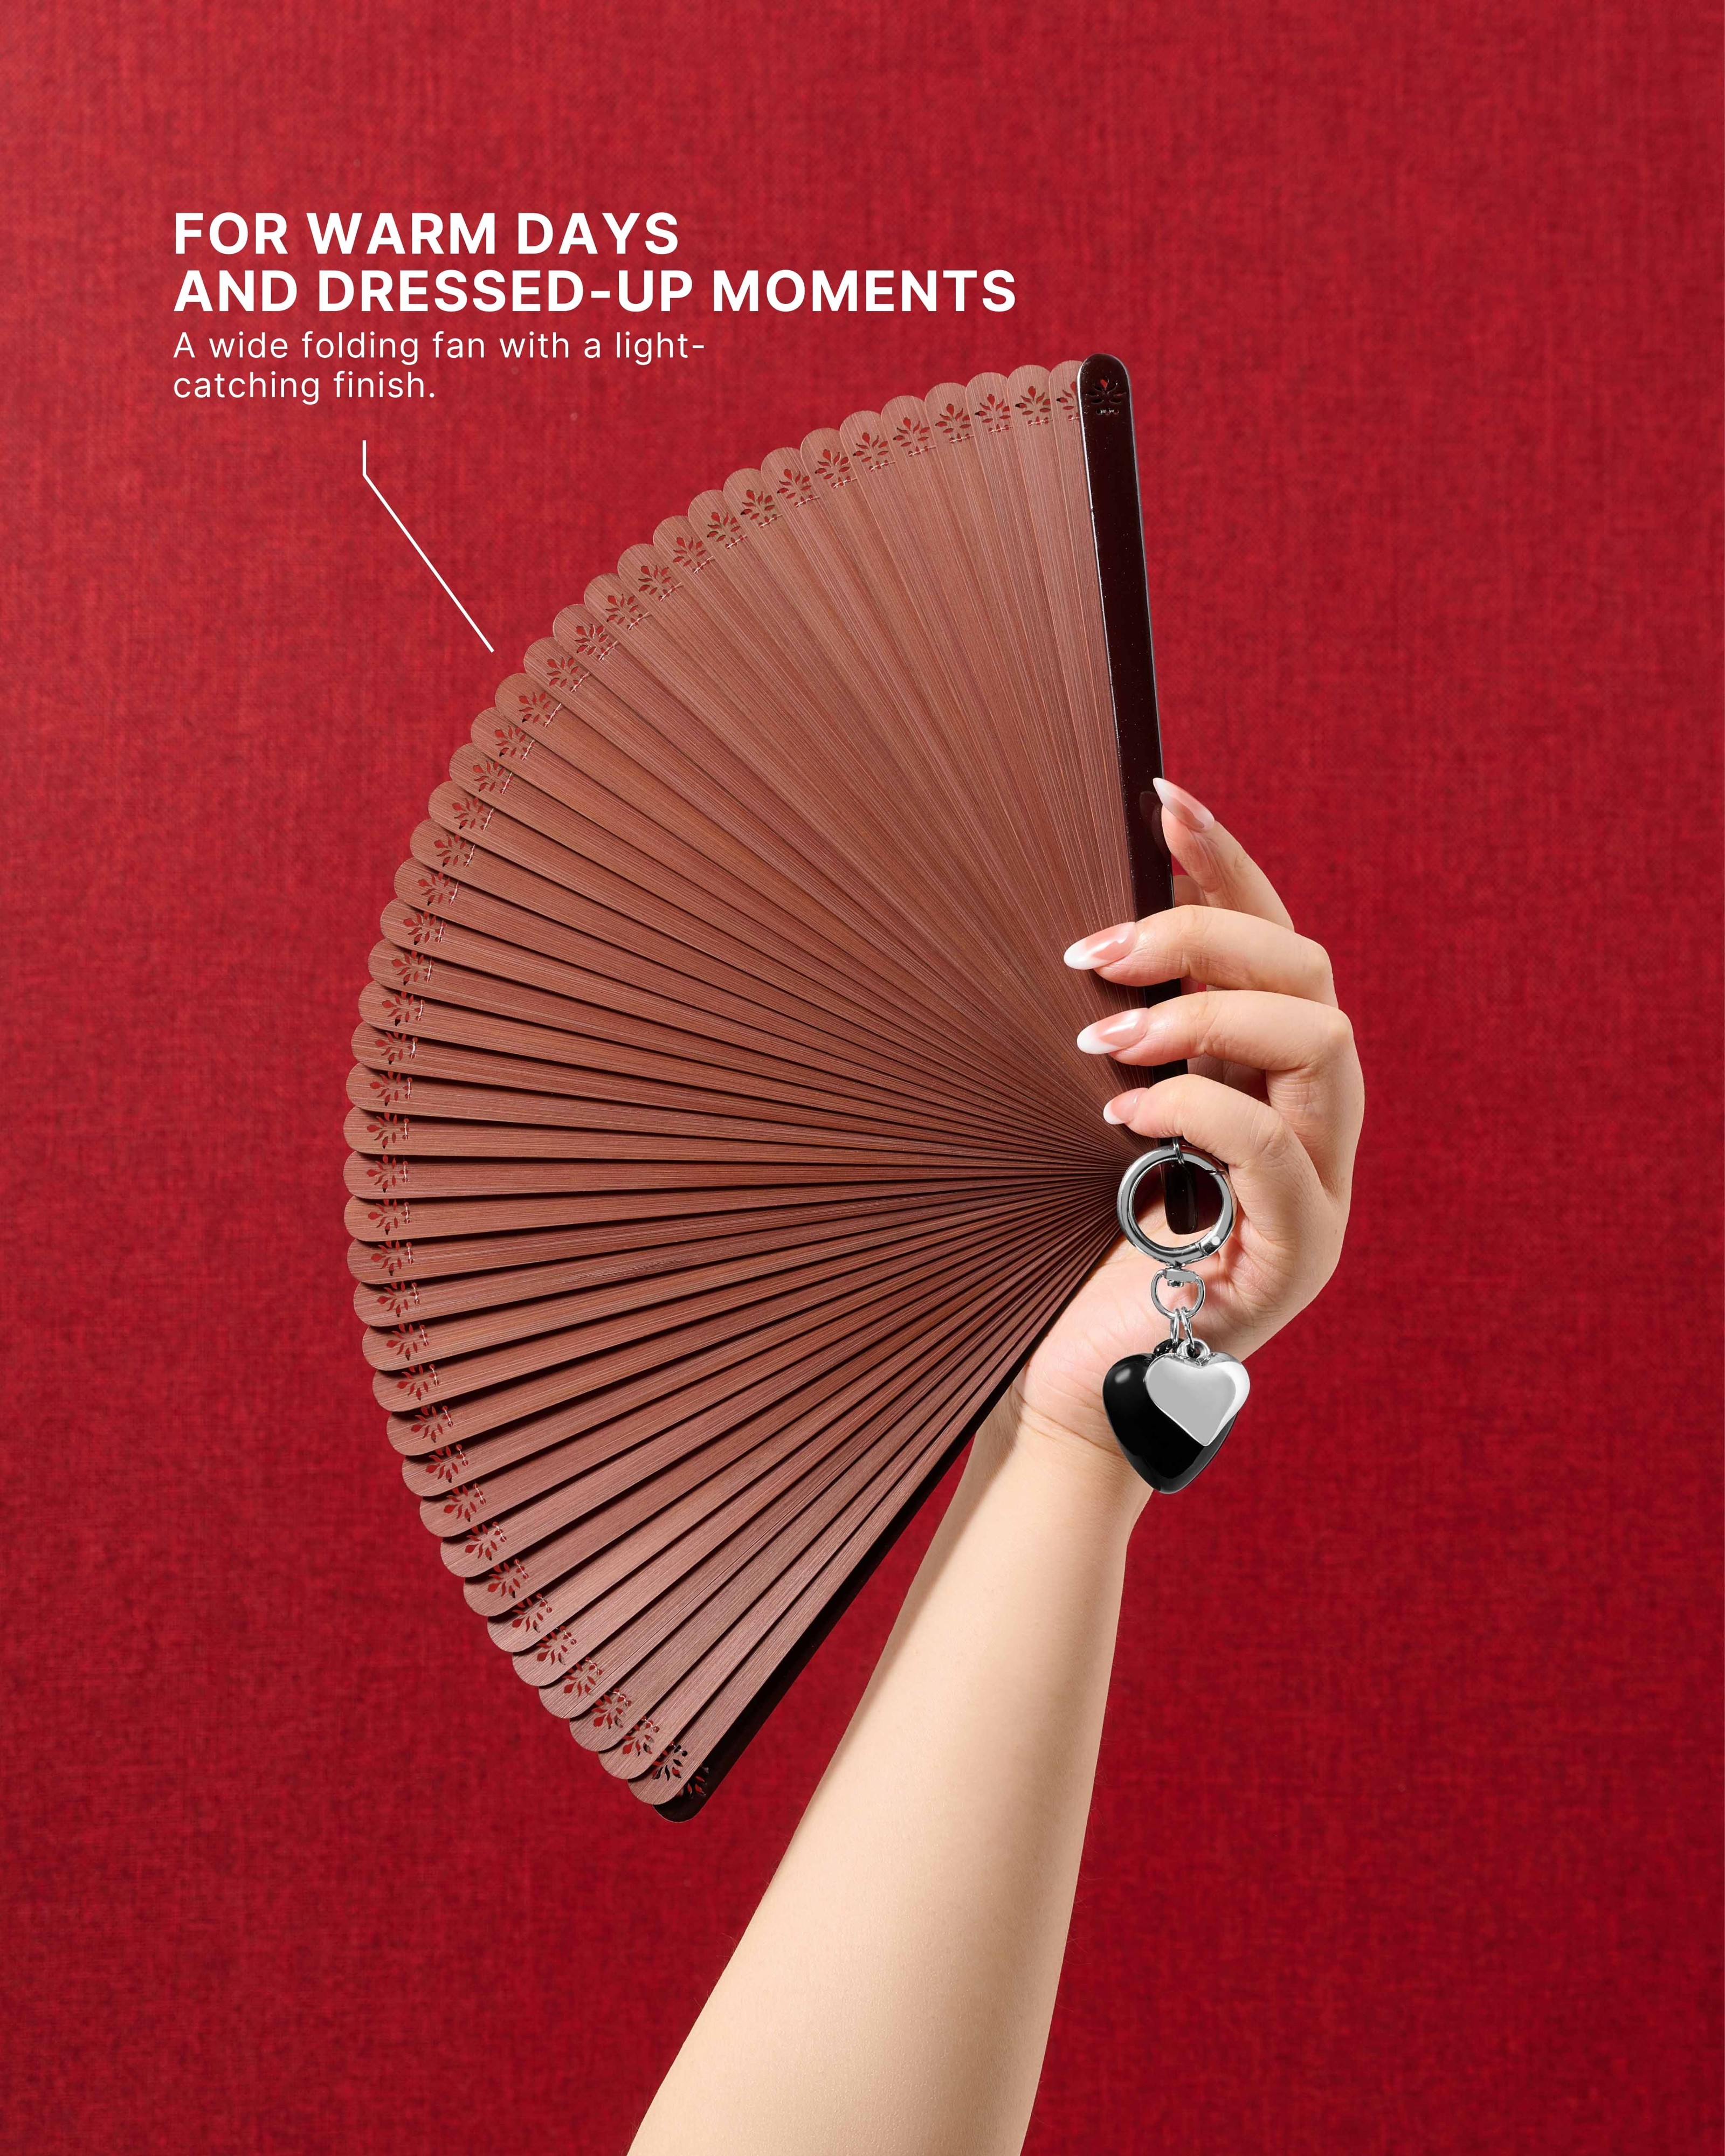 FOR WARM DAYS
AND DRESSED-UP MOMENTS
A wide folding fan with a light-
catching finish.